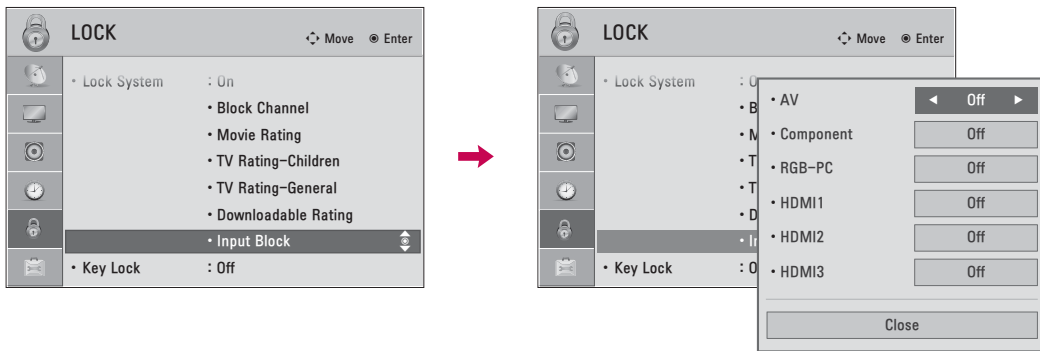 LOCK
Move
Enter
• Lock System : On
• Block Channel
• Movie Rating
• TV Rating-Children
• TV Rating-General
• Downloadable Rating
• Input Block
• Key Lock : Off
LOCK
Move
Enter
• Lock System : O
• B
• M
• T
• T
• D
• In
• Key Lock : O
• AV ◄ Off ►
• Component Off
• RGB-PC Off
• HDMI1 Off
• HDMI2 Off
• HDMI3 Off
Close